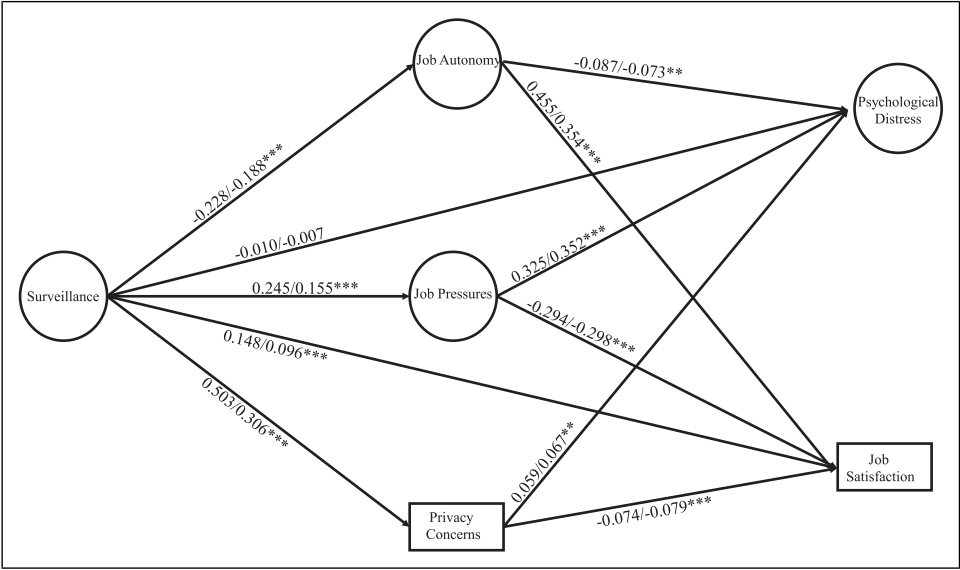 Job Autonomy
-0.087/-0.073**
Psychological
Distress
0.455/0.354***
-0.228/-0.188***
-0.010/-0.007
0.325/0.352***
Surveillance
0.245/0.155***
Job Pressures
-0.294/-0.298***
0.148/0.096***
0.503/0.306***
0.059/0.067**
Job
Satisfaction
Privacy
Concerns
-0.074/-0.079***